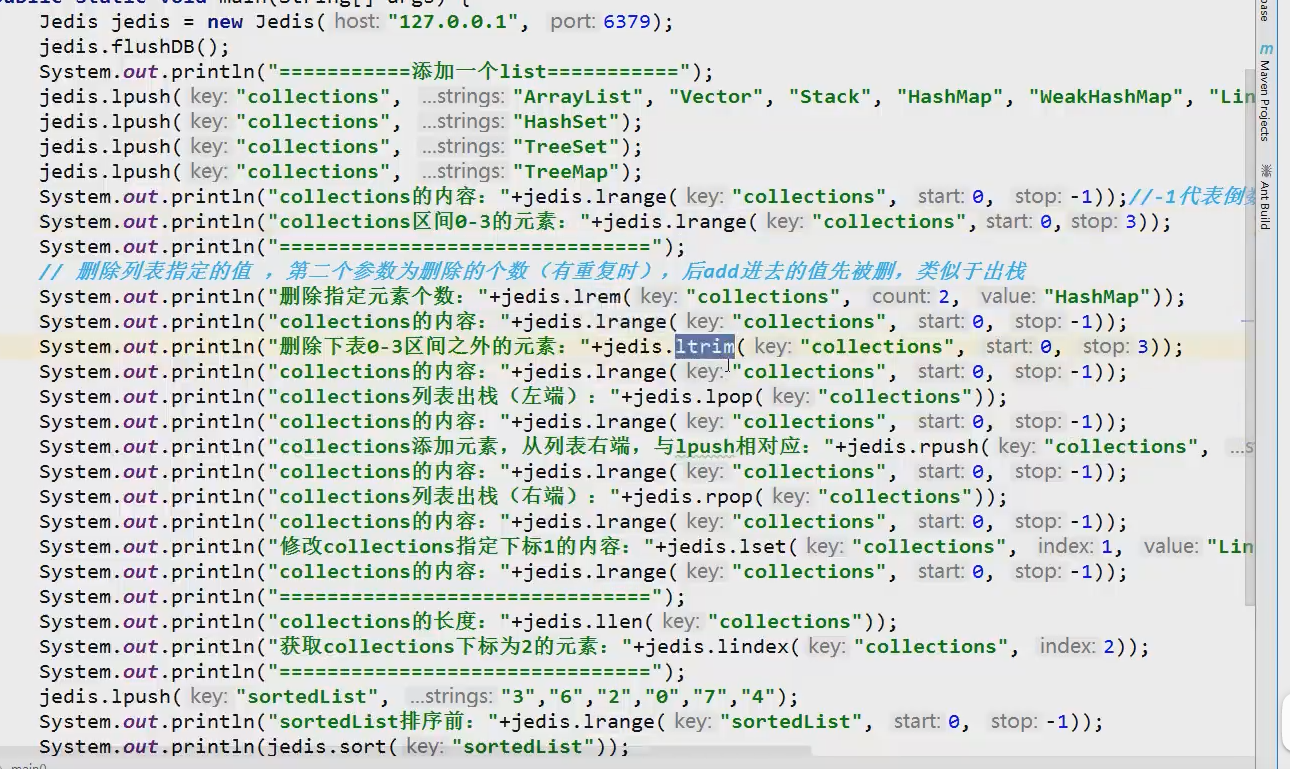 public static void main(String[] args) {
Jedis jedis = new Jedis( host: "127.0.0.1", port: 6379);
jedis.flushDB();
System.out.println("===========添加一个list===========");
jedis.lpush( key: "collections", ...strings: "ArrayList", "Vector", "Stack", "HashMap", "WeakHashMap", "Lin
jedis.lpush( key: "collections", ...strings: "HashSet");
jedis.lpush( key: "collections", ...strings: "TreeSet");
jedis.lpush( key: "collections", ...strings: "TreeMap");
System.out.println("collections的内容："+jedis.lrange( key: "collections", start: 0, stop: -1));//-1代表倒数
System.out.println("collections区间0-3的元素："+jedis.lrange( key: "collections", start: 0, stop: 3));
System.out.println("===============================");
// 删除列表指定的值 ，第二个参数为删除的个数（有重复时），后add进去的值先被删，类似于出栈
System.out.println("删除指定元素个数："+jedis.lrem( key: "collections", count: 2, value: "HashMap"));
System.out.println("collections的内容："+jedis.lrange( key: "collections", start: 0, stop: -1));
System.out.println("删除下表0-3区间之外的元素："+jedis.ltrim( key: "collections", start: 0, stop: 3));
System.out.println("collections的内容："+jedis.lrange( key: "collections", start: 0, stop: -1));
System.out.println("collections列表出栈（左端）："+jedis.lpop( key: "collections"));
System.out.println("collections的内容："+jedis.lrange( key: "collections", start: 0, stop: -1));
System.out.println("collections添加元素，从列表右端，与lpush相对应："+jedis.rpush( key: "collections", ...s
System.out.println("collections的内容："+jedis.lrange( key: "collections", start: 0, stop: -1));
System.out.println("collections列表出栈（右端）："+jedis.rpop( key: "collections"));
System.out.println("collections的内容："+jedis.lrange( key: "collections", start: 0, stop: -1));
System.out.println("修改collections指定下标1的内容："+jedis.lset( key: "collections", index: 1, value: "Lin
System.out.println("collections的内容："+jedis.lrange( key: "collections", start: 0, stop: -1));
System.out.println("===============================");
System.out.println("collections的长度："+jedis.llen( key: "collections"));
System.out.println("获取collections下标为2的元素："+jedis.lindex( key: "collections", index: 2));
System.out.println("===============================");
jedis.lpush( key: "sortedList", ...strings: "3","6","2","0","7","4");
System.out.println("sortedList排序前："+jedis.lrange( key: "sortedList", start: 0, stop: -1));
System.out.println(jedis.sort( key: "sortedList"));
main()
base
m Maven Projects
Ant Build